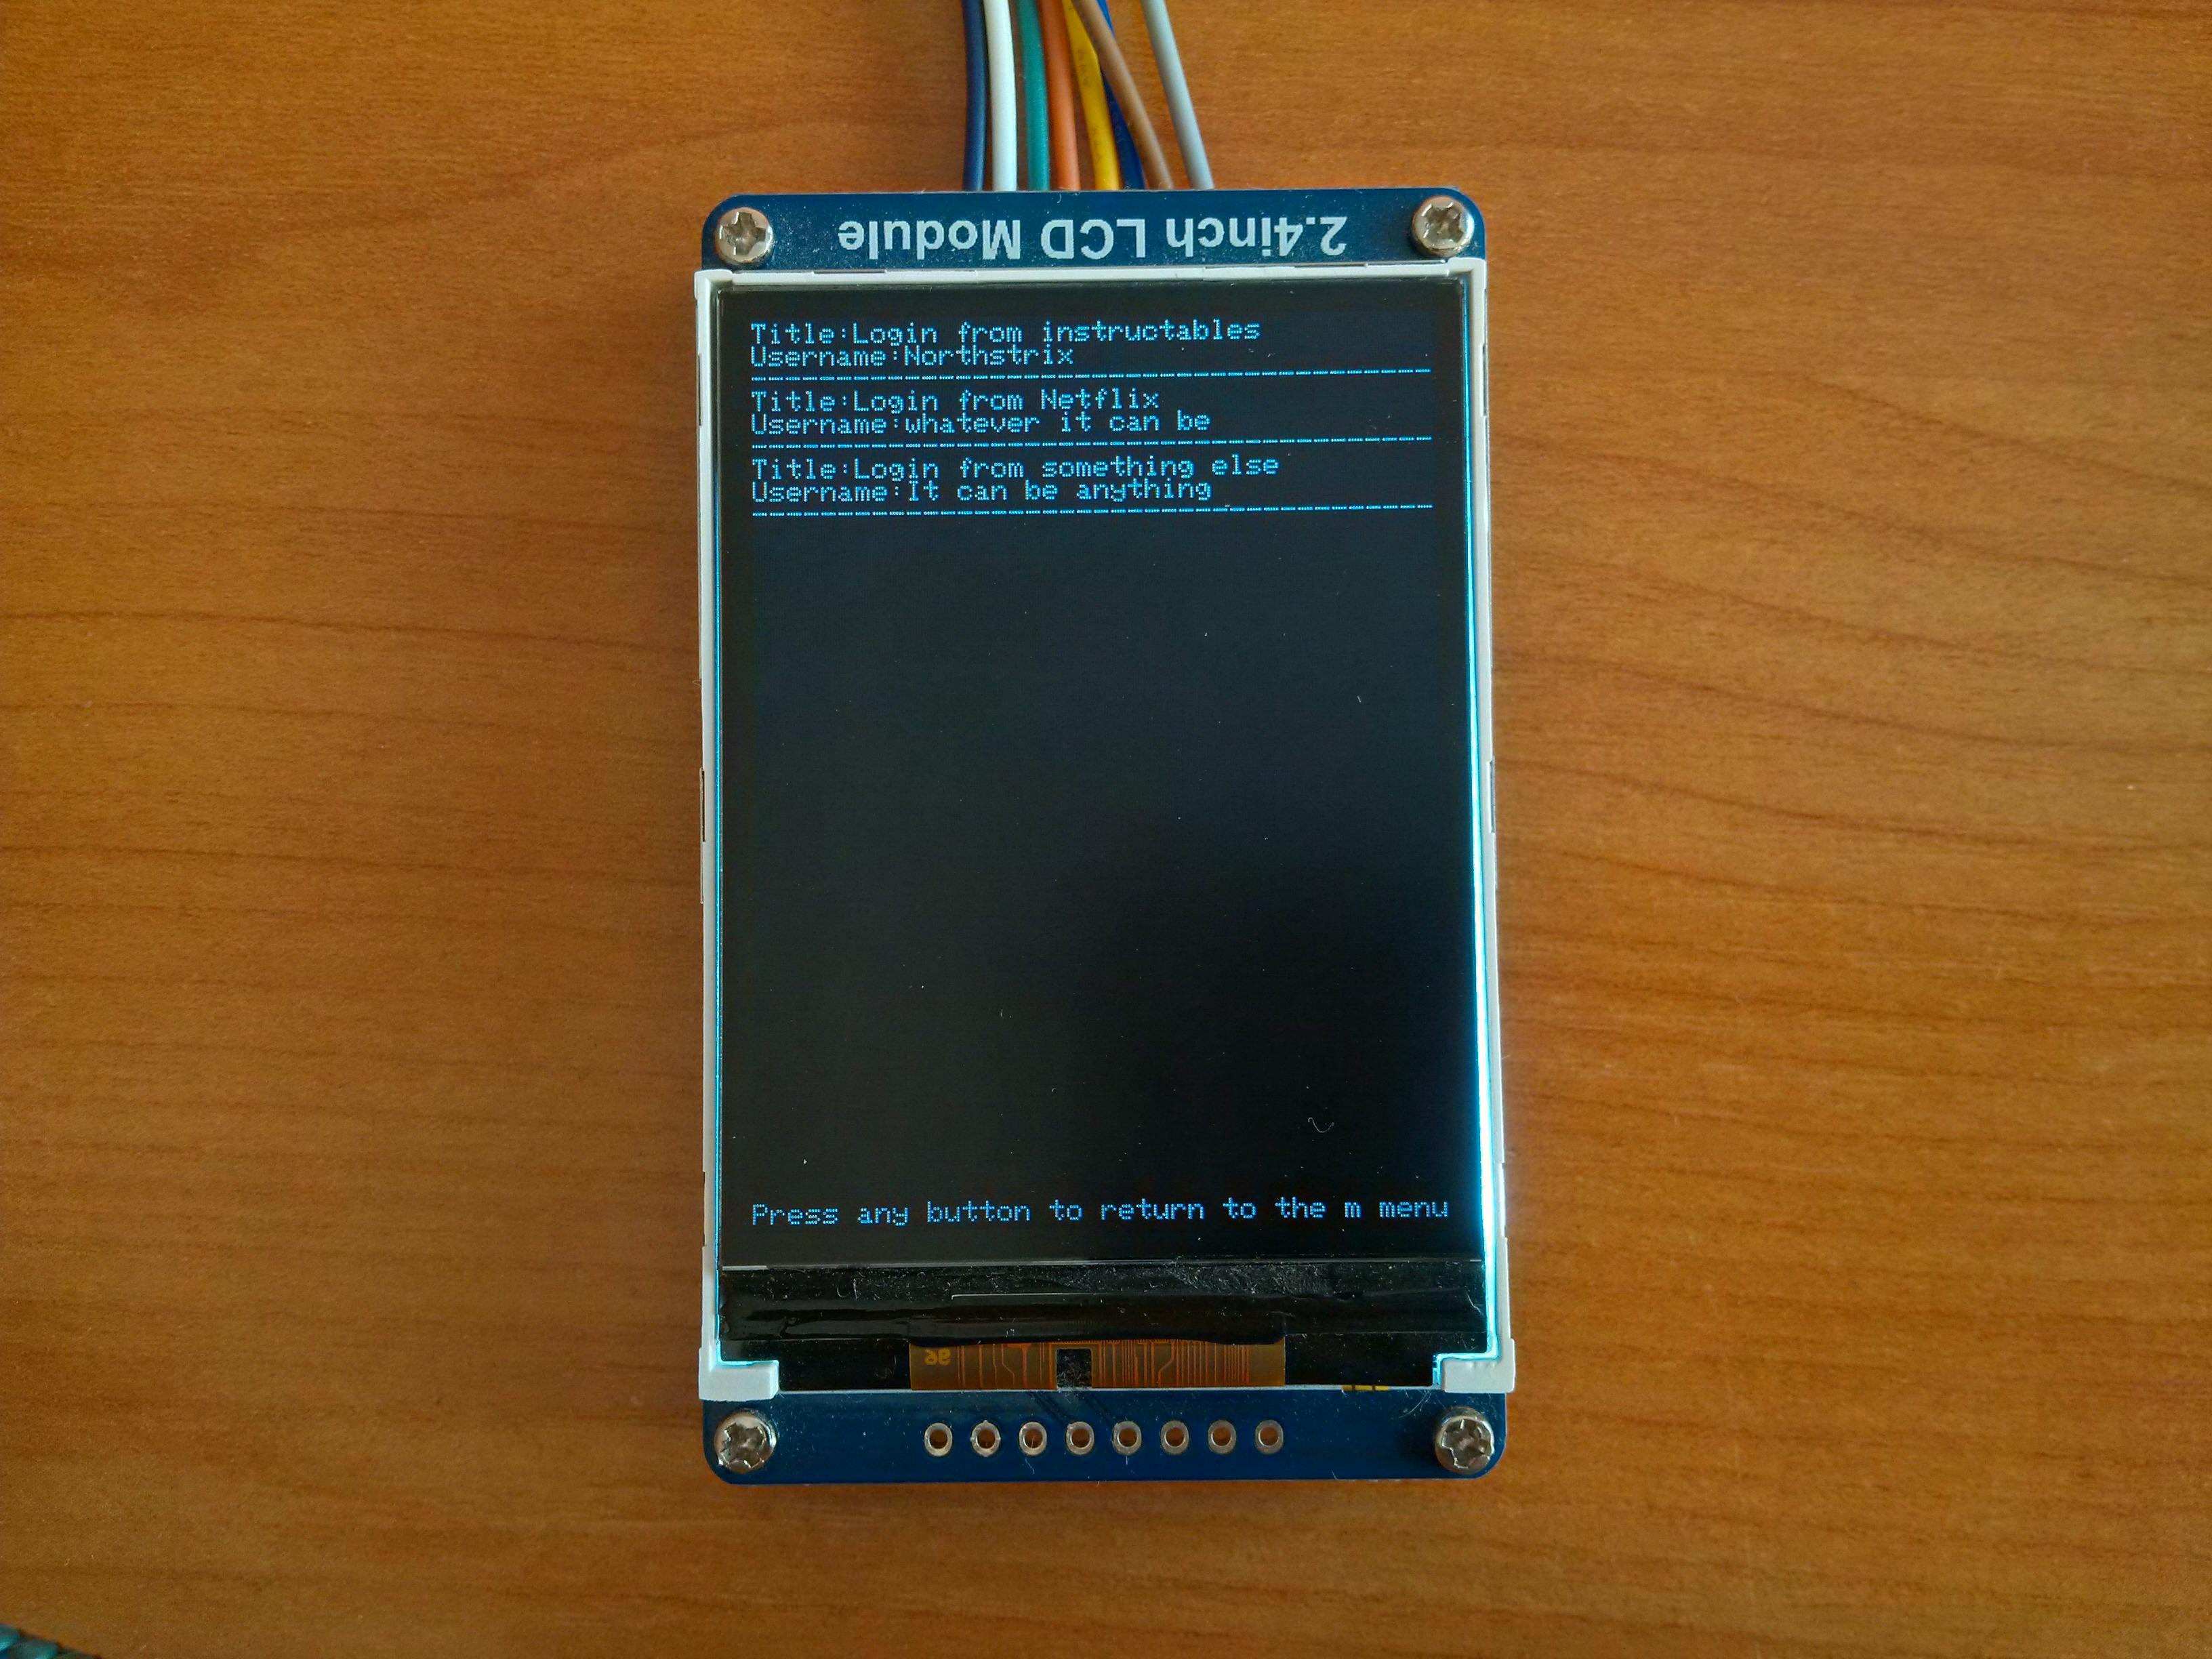 2.4inch LCD Module
Title:Login from instructables
Username:Northstrix
----------------------------------------
Title:Login from Netflix
Username:whatever it can be
----------------------------------------
Title:Login from something else
Username:It can be anything
----------------------------------------
Press any button to return to the m menu